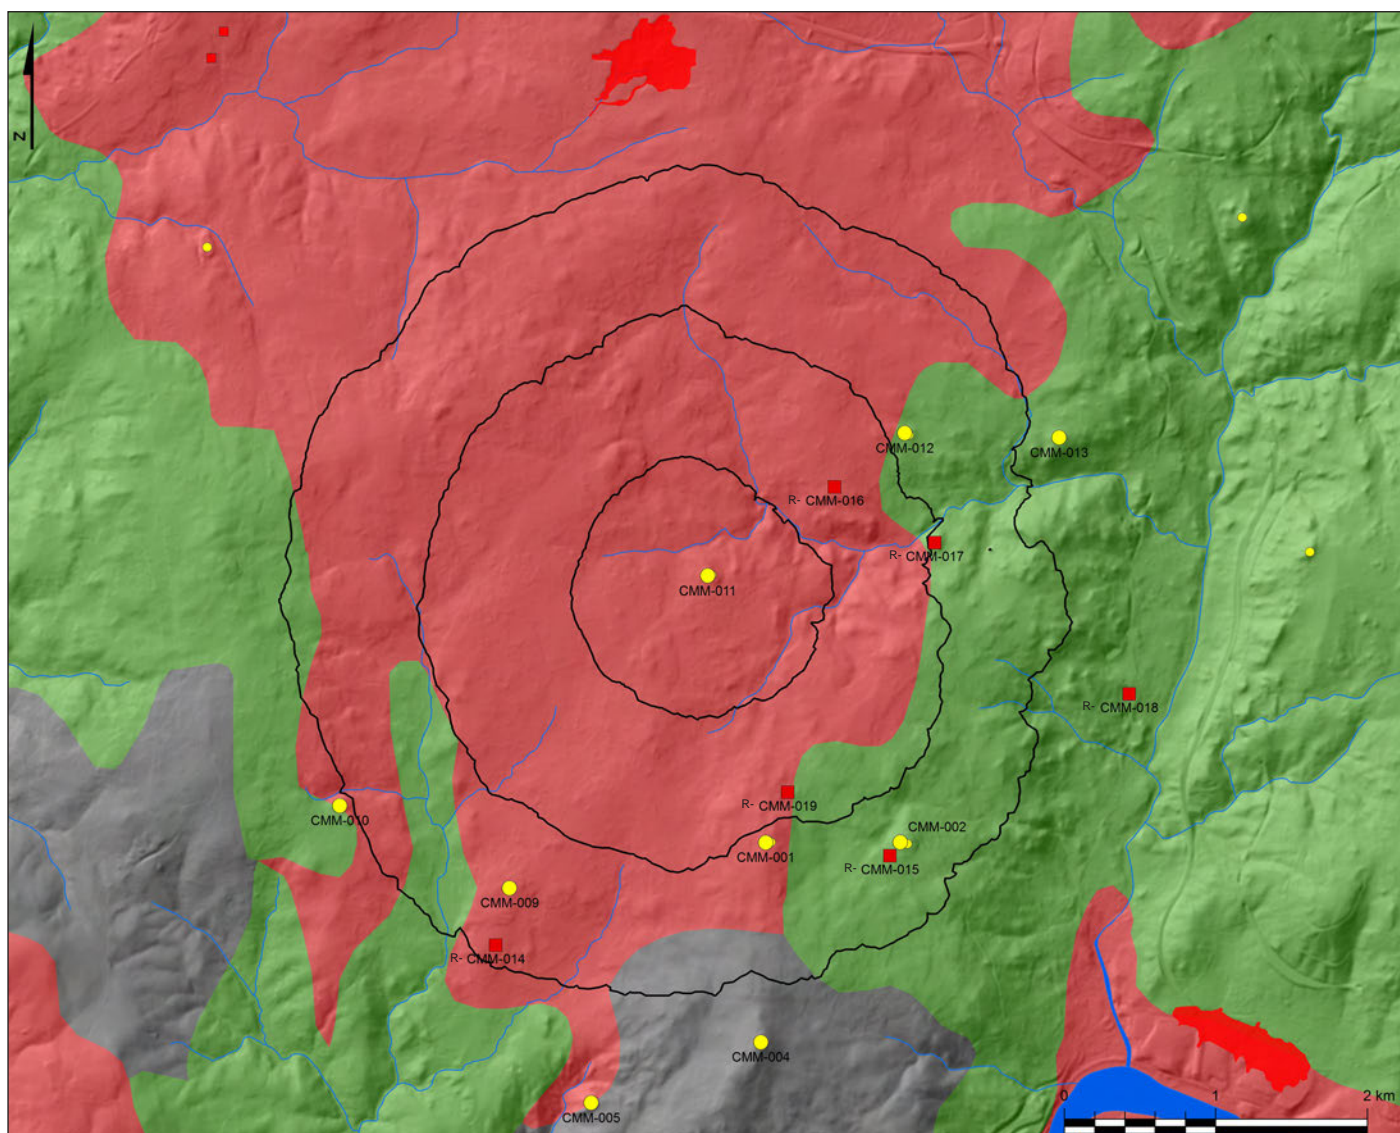 N
CMM-012
CMM-013
R- CMM-016
R- CMM-017
CMM-011
R- CMM-018
R- CMM-019
CMM-010
CMM-002
CMM-001
R- CMM-015
CMM-009
R- CMM-014
CMM-004
CMM-005
0 1 2 km